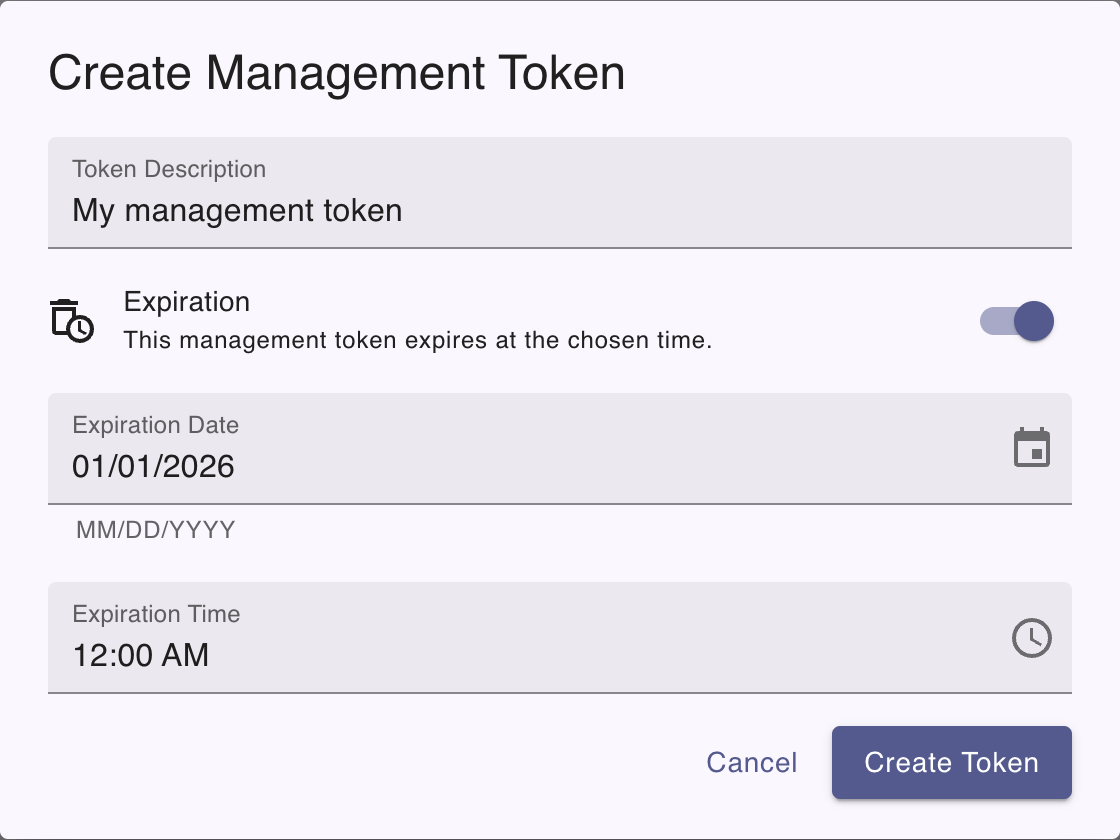 Create Management Token
Token Description
My management token
Expiration
This management token expires at the chosen time.
Expiration Date
01/01/2026
MM/DD/YYYY
Expiration Time
12:00 AM
Cancel
Create Token